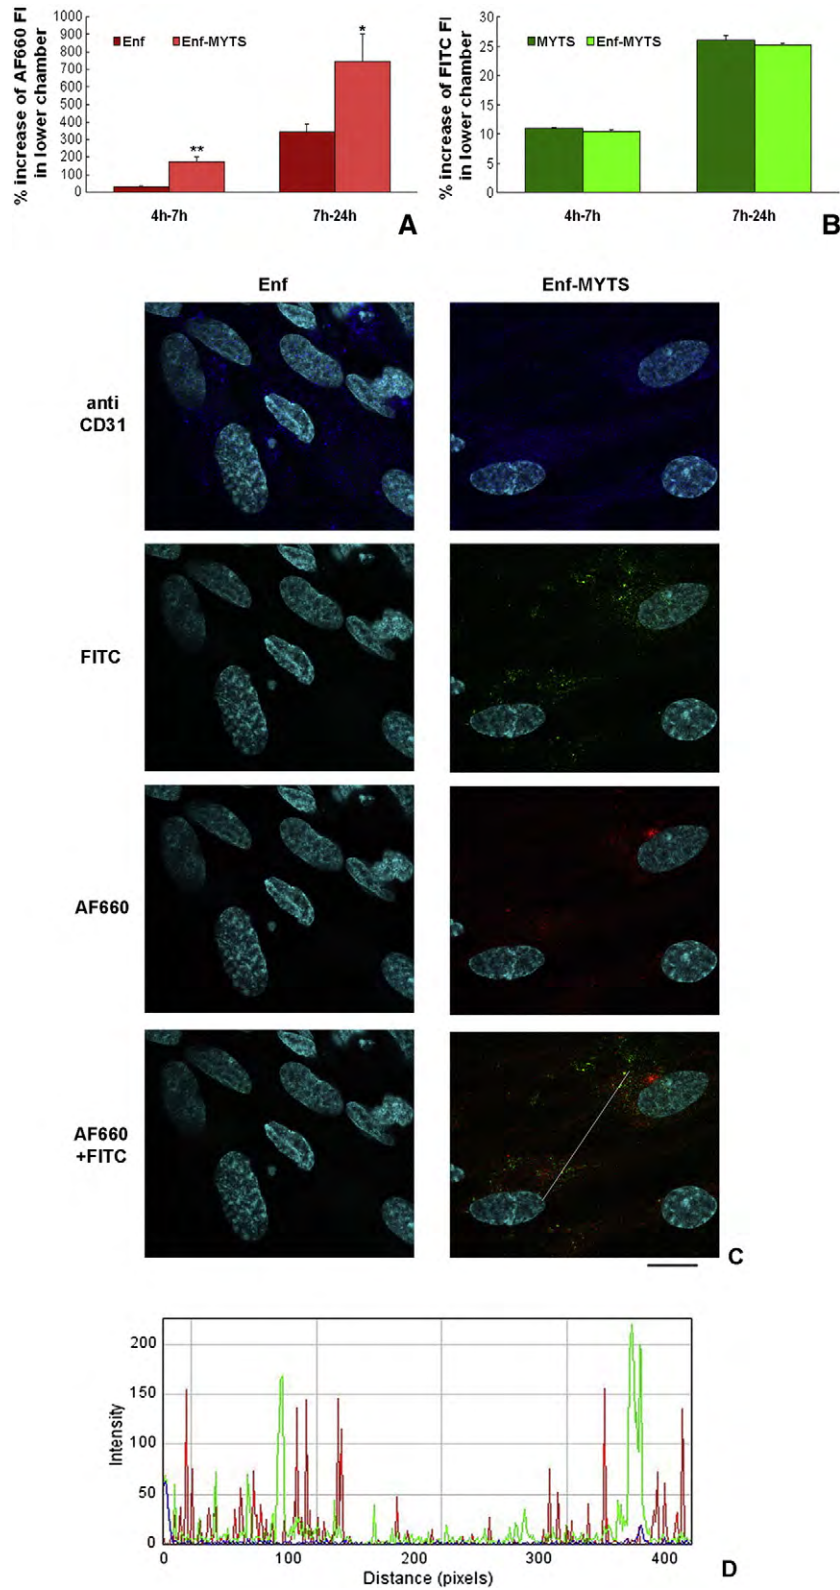 % increase of AF660 FI
in lower chamber
1000
900
800
700
600
500
400
300
200
100
0
Enf
Enf-MYTS
**
*
4h-7h
7h-24h
A
% increase of FITC FI
in lower chamber
30
25
20
15
10
5
0
MYTS
Enf-MYTS
4h-7h
7h-24h
B
Enf
Enf-MYTS
anti
CD31
FITC
AF660
AF660
+FITC
C
Intensity
200
150
100
50
0
0
100
200
300
400
Distance (pixels)
D